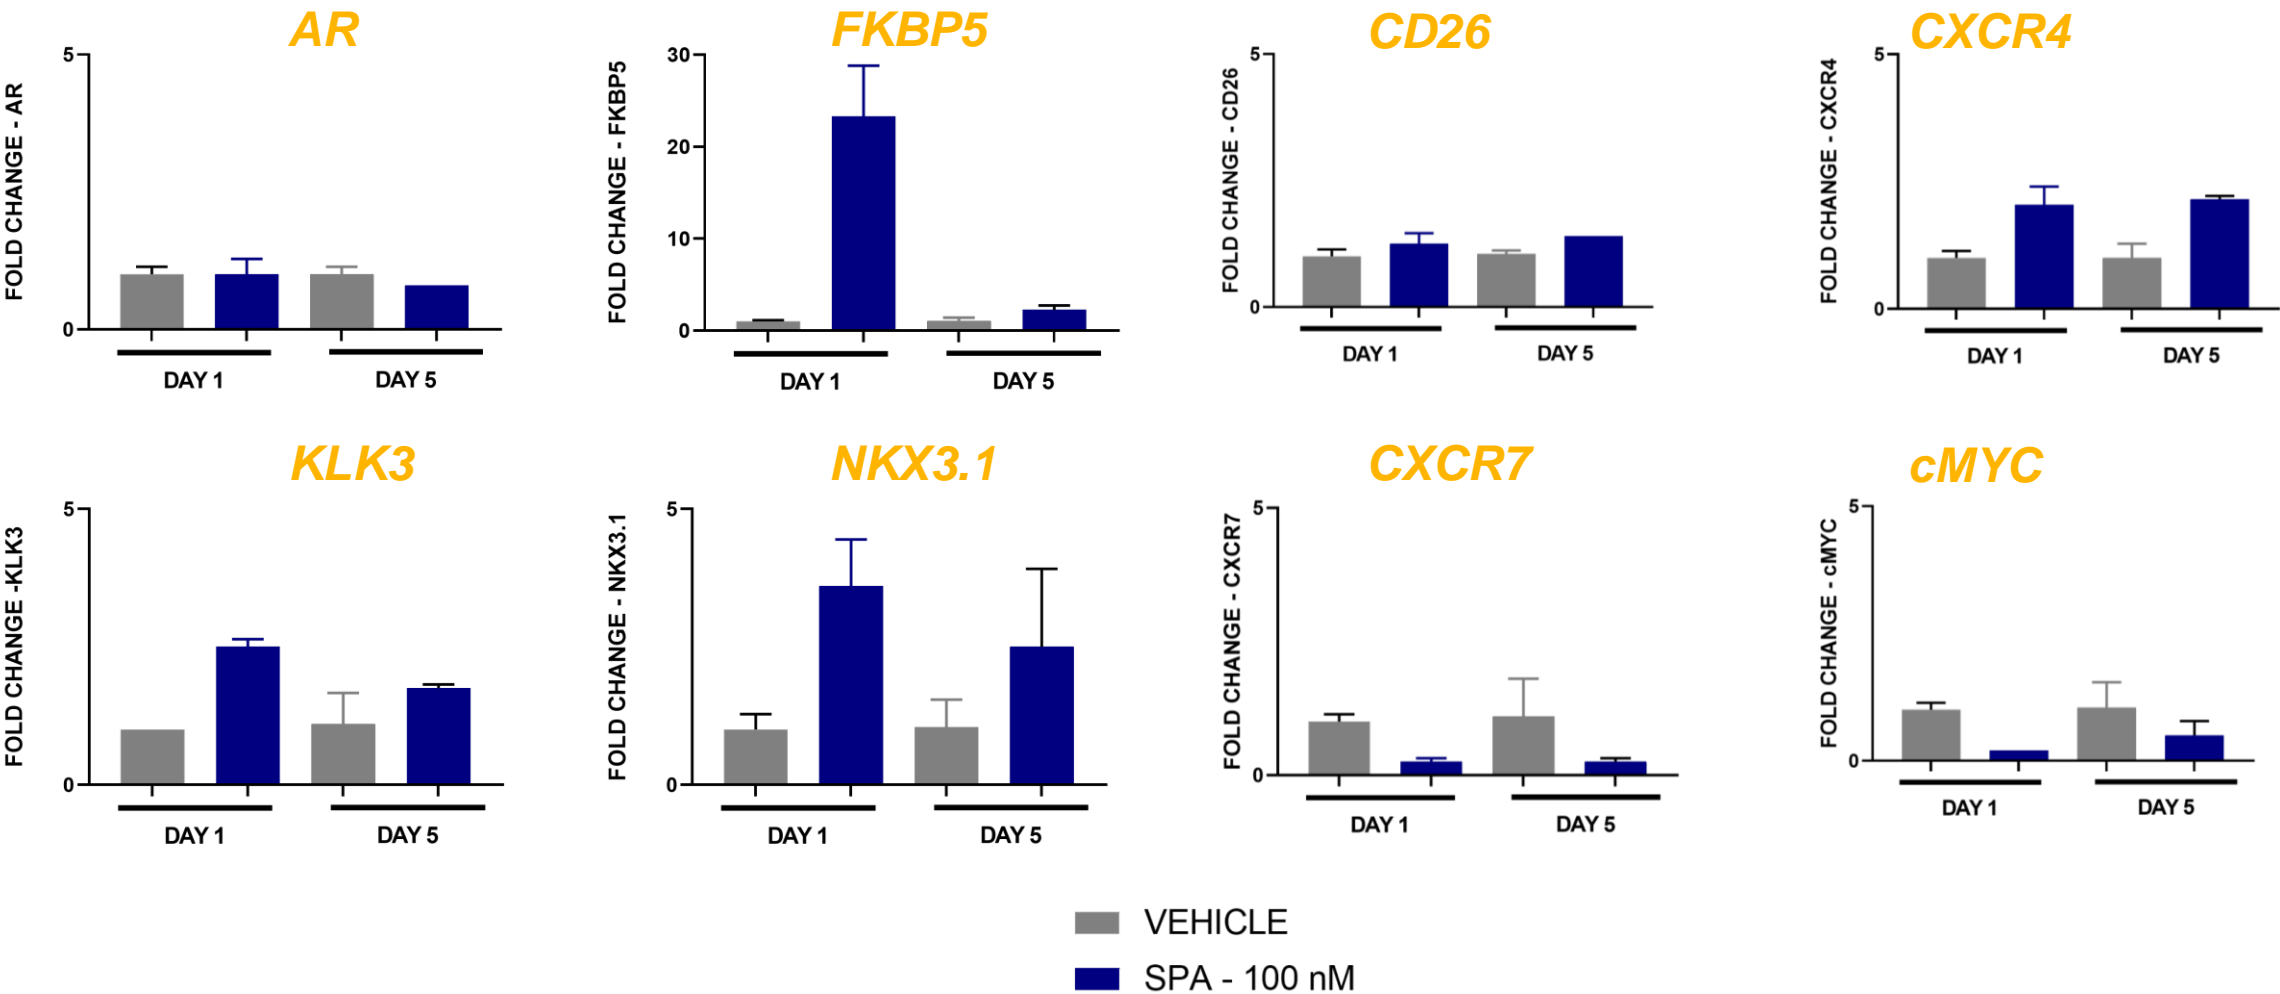 AR
5
0
FOLD CHANGE - AR
DAY 1
DAY 5
FKBP5
30
20
10
0
FOLD CHANGE - FKBP5
DAY 1
DAY 5
CD26
5
0
FOLD CHANGE - CD26
DAY 1
DAY 5
CXCR4
5
0
FOLD CHANGE - CXCR4
DAY 1
DAY 5
KLK3
5
0
FOLD CHANGE -KLK3
DAY 1
DAY 5
NKX3.1
5
0
FOLD CHANGE - NKX3.1
DAY 1
DAY 5
CXCR7
5
0
FOLD CHANGE - CXCR7
DAY 1
DAY 5
cMYC
5
0
FOLD CHANGE - cMYC
DAY 1
DAY 5
VEHICLE
SPA - 100 nM